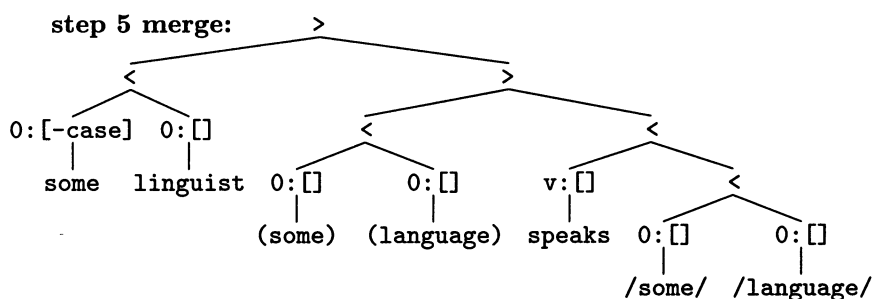 step 5 merge: >
< >
0:[-case] 0:[] < <
some linguist 0:[] 0:[] v:[] <
(some) (language) speaks 0:[] 0:[]
/some/ /language/